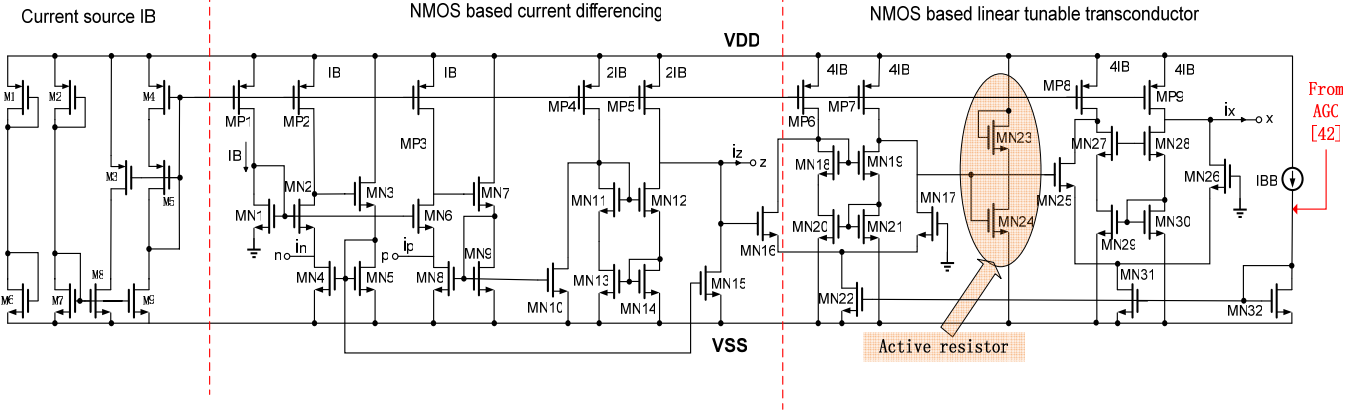 Current source IB
NMOS based current differencing
NMOS based linear tunable transconductor
VDD
IB
IB
2IB
2IB
4IB
4IB
4IB
4IB
M1
M2
M4
MP1
MP2
MP4
MP5
MP6
MP7
MP8
MP9
From
AGC
[42]
ix
x
MP3
MN23
MN27
MN28
IB
M3
M5
MN2
MN3
MN7
iz
z
MN18
MN19
MN26
IBB
MN1
MN6
MN11
MN12
MN17
MN25
in
n
ip
p
MN16
MN20
MN21
MN24
MN29
MN30
M6
M7
M8
M9
MN4
MN5
MN8
MN9
MN10
MN13
MN14
MN15
MN22
MN31
MN32
VSS
Active resistor